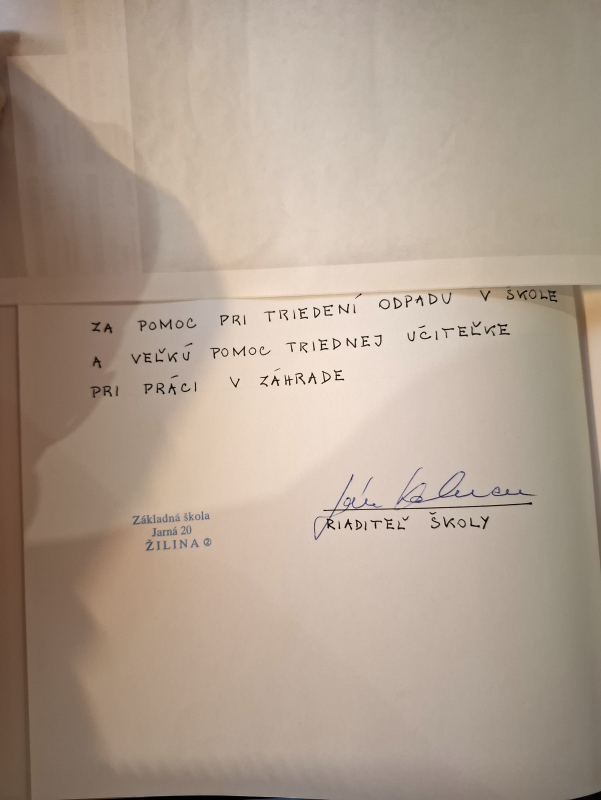 ZA POMOC PRI TRIEDENÍ ODPADU V ŠKOLE
A VEĽKÚ POMOC TRIEDNEJ UČITEĽKE
PRI PRÁCI V ZÁHRADE
RIADITEĽ ŠKOLY
Základná škola
Jarná 20
ŽILINA ②